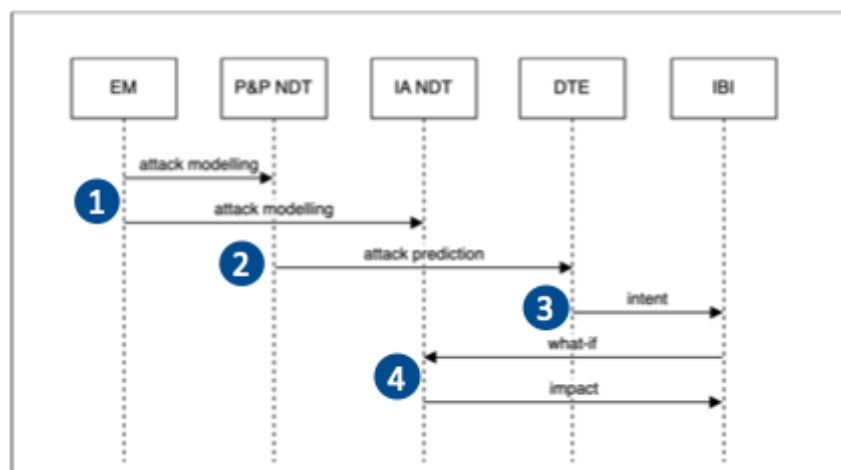 EM
P&P NDT
IA NDT
DTE
IBI
attack modelling
1
attack modelling
2
attack prediction
3
intent
what-if
4
impact